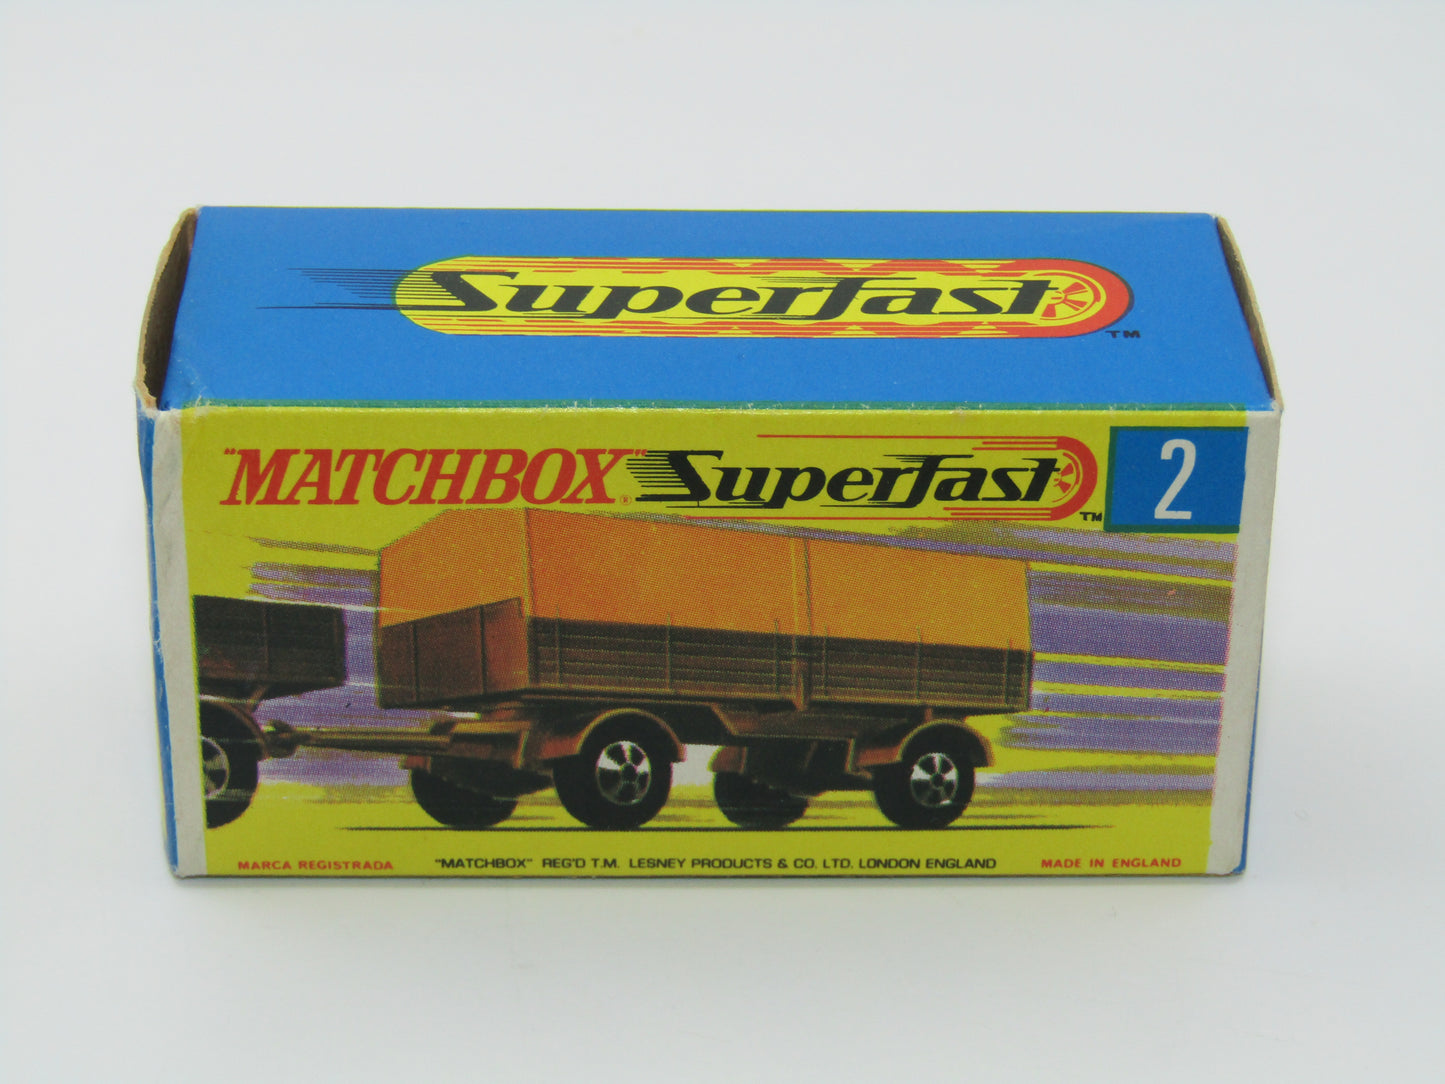 Superfast
TM
"MATCHBOX"® Superfast TM 2
MARCA REGISTRADA "MATCHBOX" REG'D T.M. LESNEY PRODUCTS & CO. LTD. LONDON ENGLAND MADE IN ENGLAND